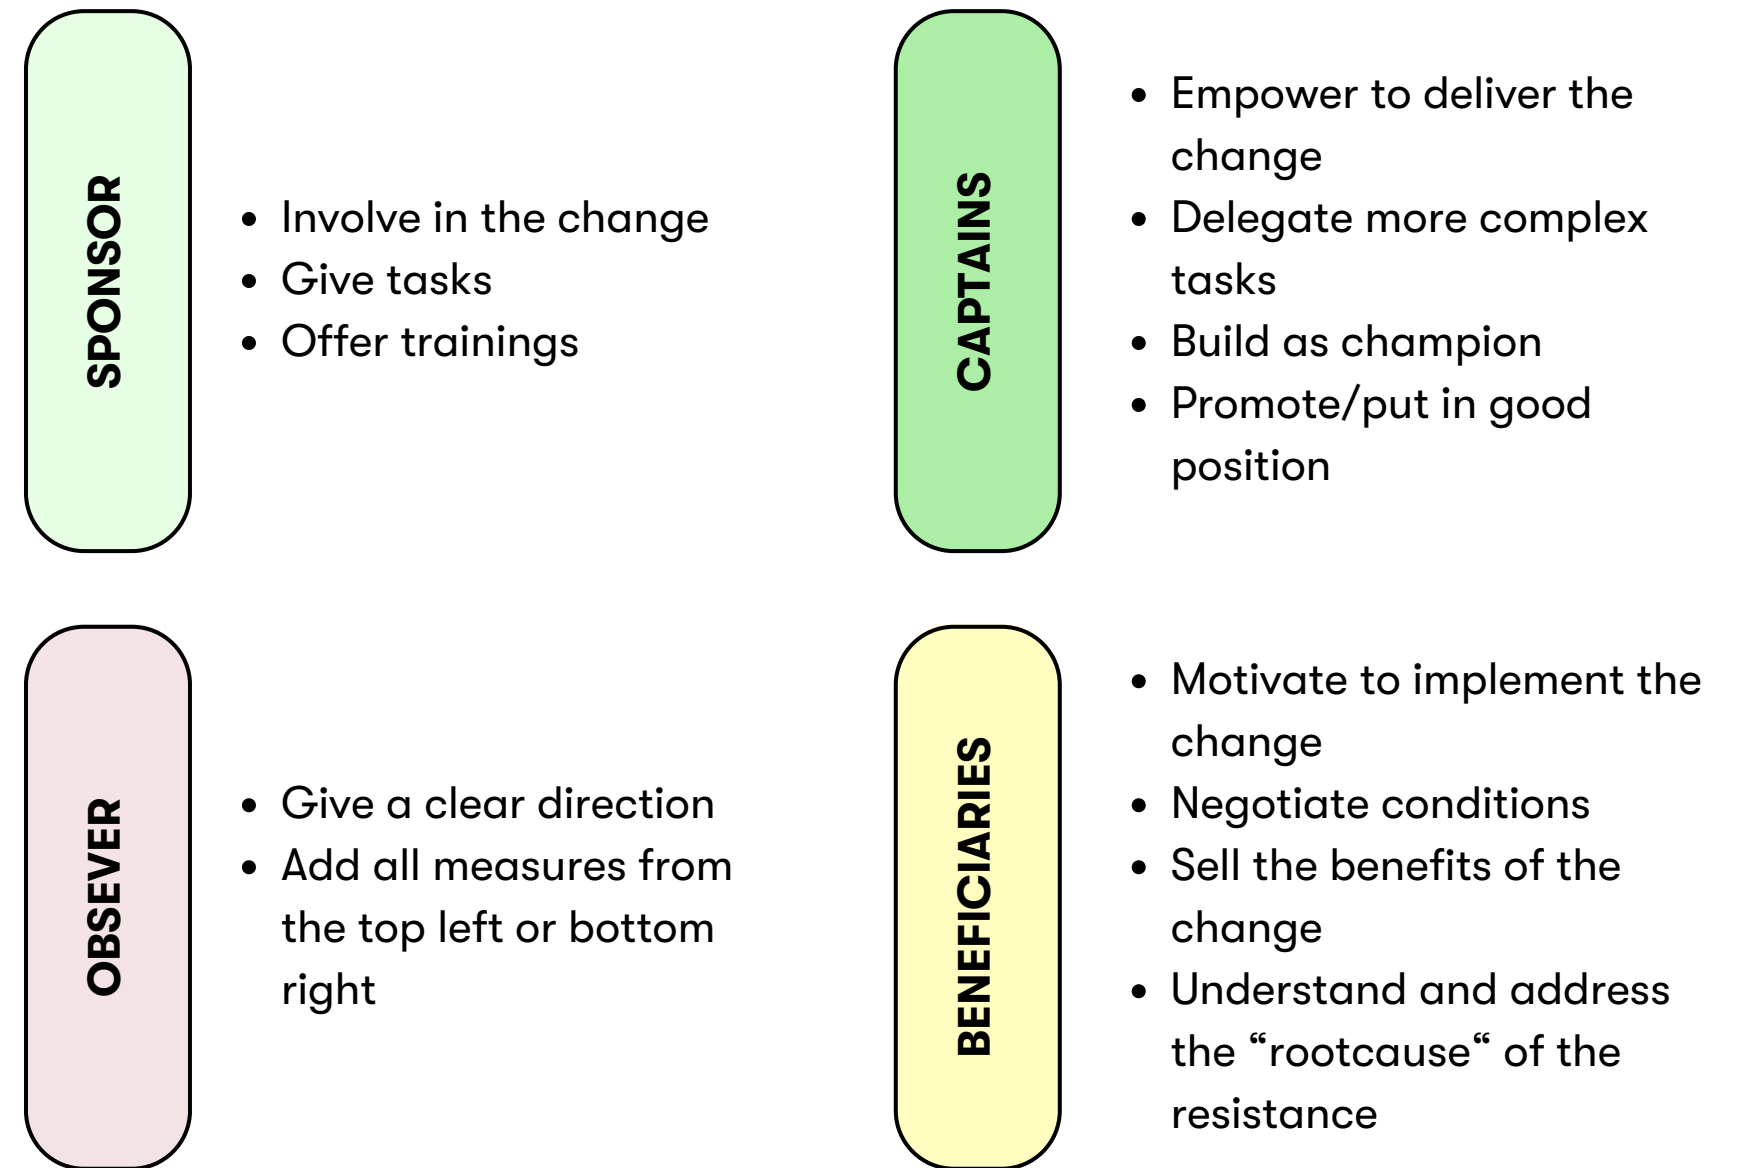 SPONSOR
• Involve in the change
• Give tasks
• Offer trainings
CAPTAINS
• Empower to deliver the
change
• Delegate more complex
tasks
• Build as champion
• Promote/put in good
position
OBSEVER
• Give a clear direction
• Add all measures from
the top left or bottom
right
BENEFICIARIES
• Motivate to implement the
change
• Negotiate conditions
• Sell the benefits of the
change
• Understand and address
the “rootcause“ of the
resistance